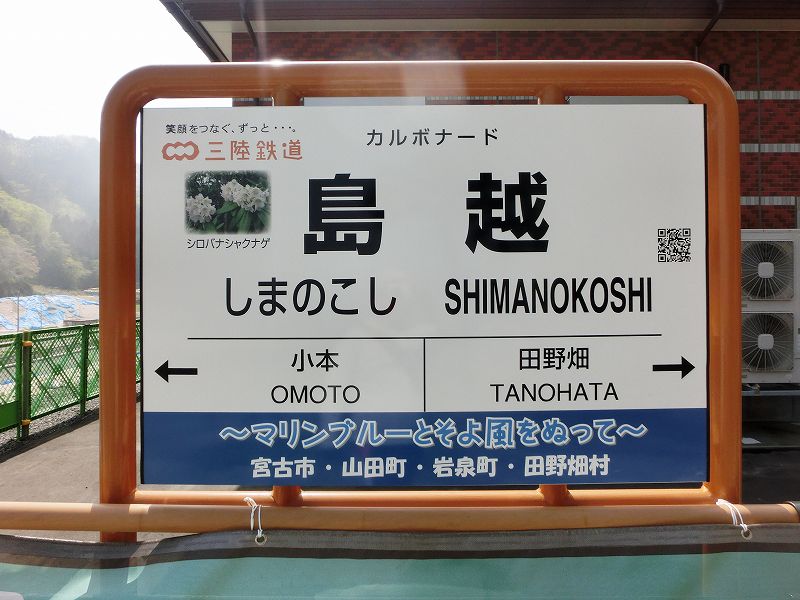 笑顔をつなぐ、ずっと・・・。
三陸鉄道
カルボナード
シロバナシャクナゲ
島越
しまのこし SHIMANOKOSHI
小本
OMOTO
田野畑
TANOHATA
～マリンブルーとそよ風をぬって～
宮古市・山田町・岩泉町・田野畑村